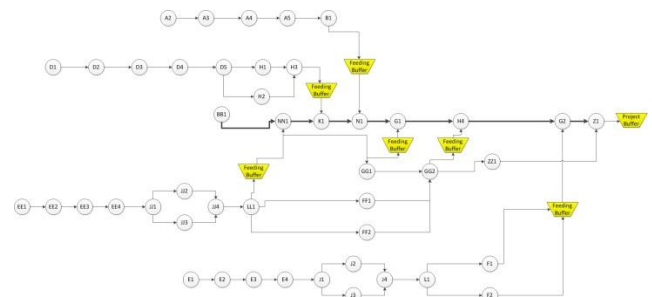 A2 A3 A4 A5 B1
Feeding
Buffer
D1 D2 D3 D4 D5 H1 H3
Feeding
Buffer
H2
BB1
NN1 K1 N1 G1 H4 G2 Z1
Project
Buffer
Feeding
Buffer
Feeding
Buffer
ZZ1
Feeding
Buffer
GG1 GG2
JJ2
FF1
EE1 EE2 EE3 EE4 JJ1 JJ4 LL1
Feeding
Buffer
JJ3
FF2
J2
F1
E1 E2 E3 E4 J1 J4 L1
J3
F2